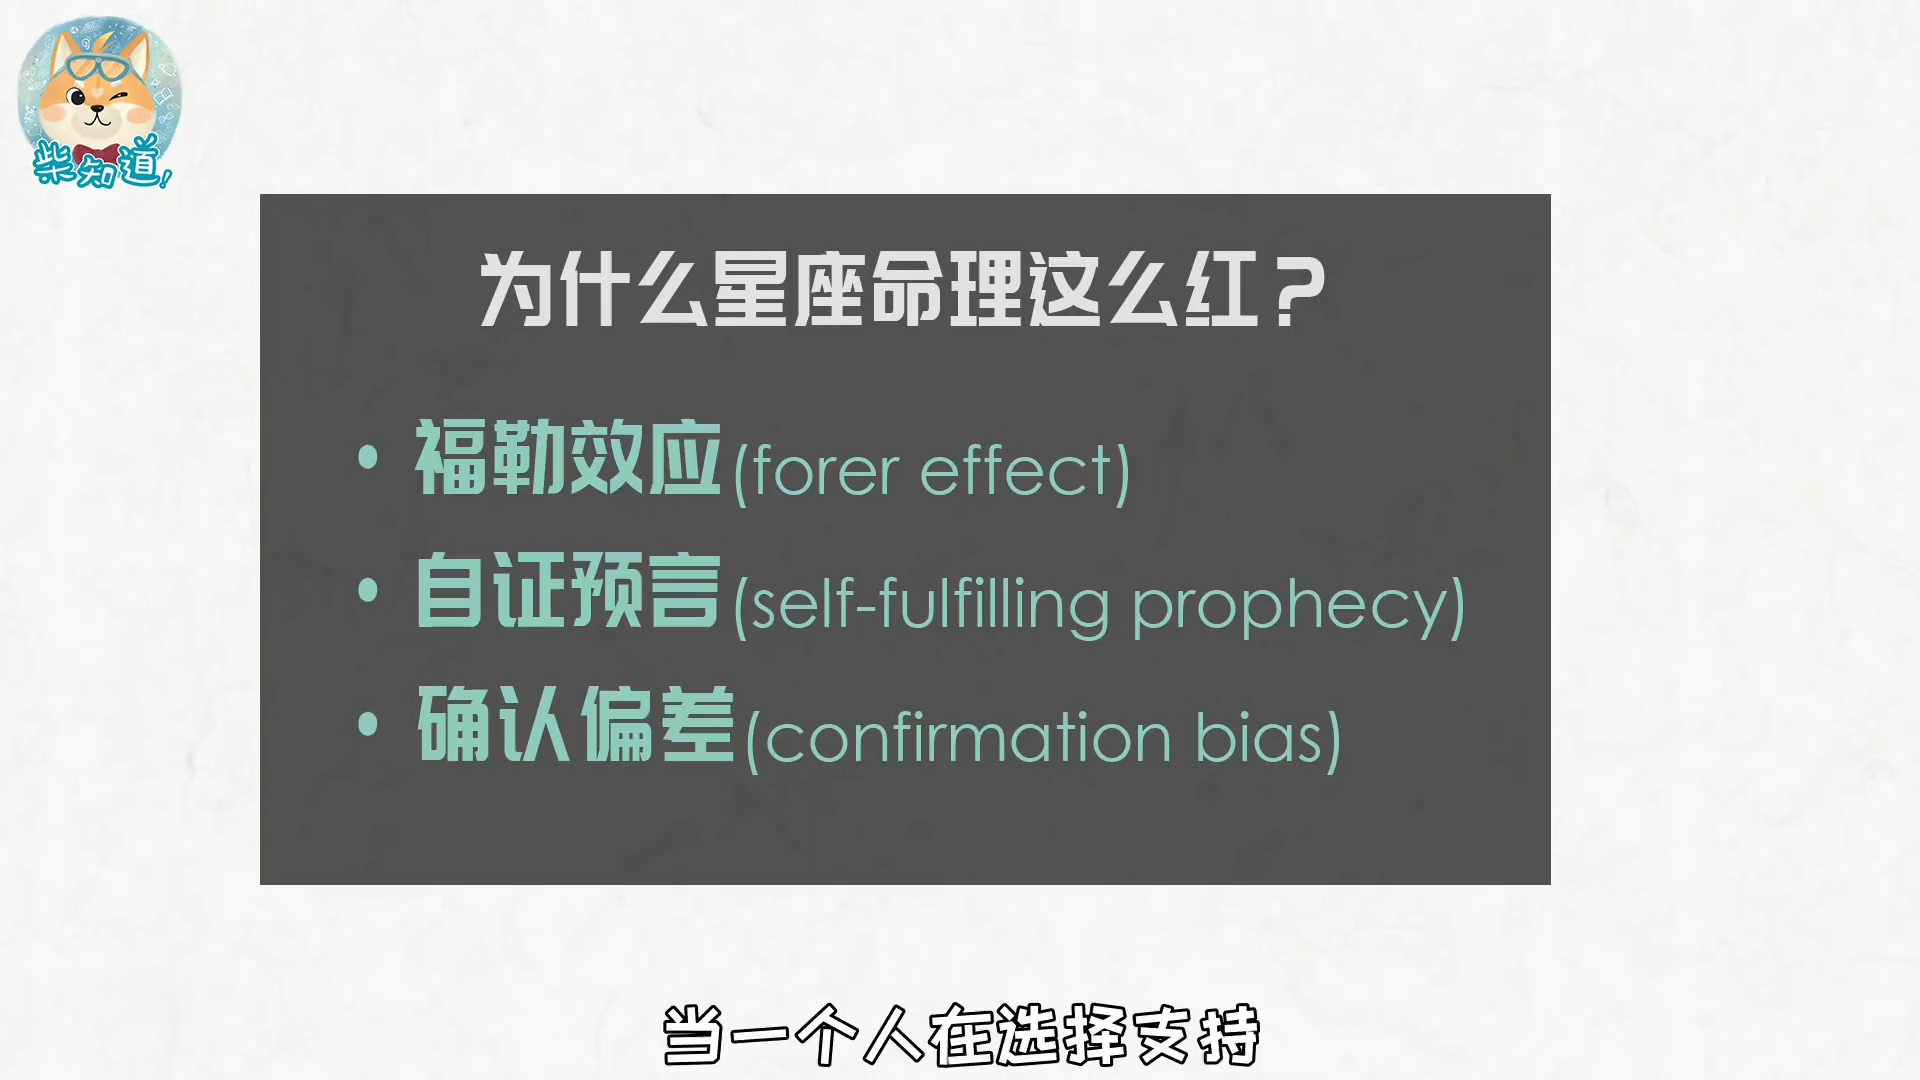 柴知道!
为什么星座命理这么红?
• 福勒效应(forer effect)
• 自证预言(self-fulfilling prophecy)
• 确认偏差(confirmation bias)
当一个人在选择支持